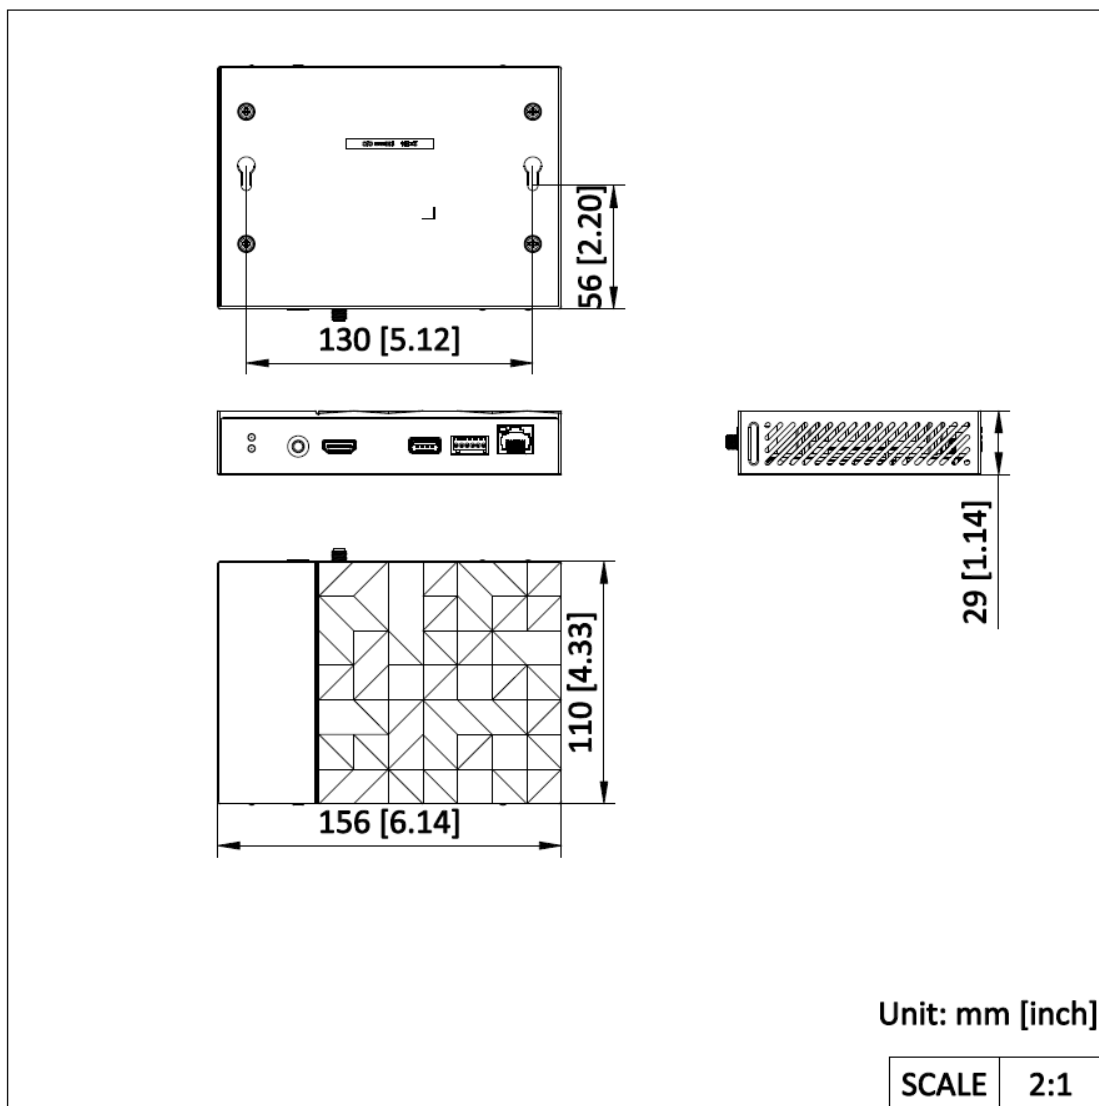 56 [2.20]
130 [5.12]
29 [1.14]
110 [4.33]
156 [6.14]
Unit: mm [inch]
SCALE 2:1